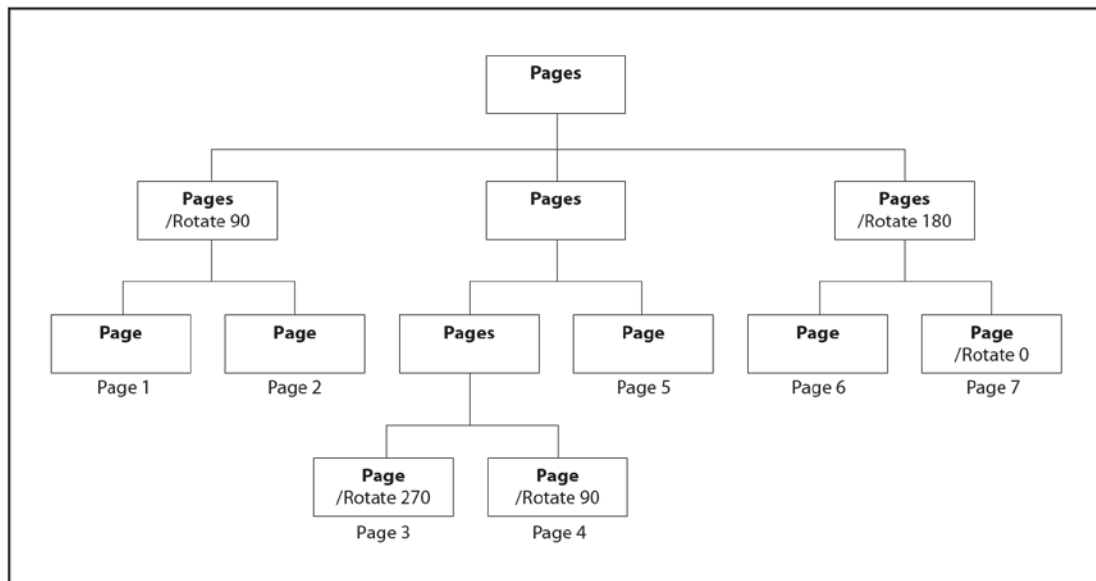 Pages
Pages
/Rotate 90
Pages
Pages
/Rotate 180
Page
Page 1
Page
Page 2
Pages
Page
Page 5
Page
Page 6
Page
/Rotate 0
Page 7
Page
/Rotate 270
Page 3
Page
/Rotate 90
Page 4